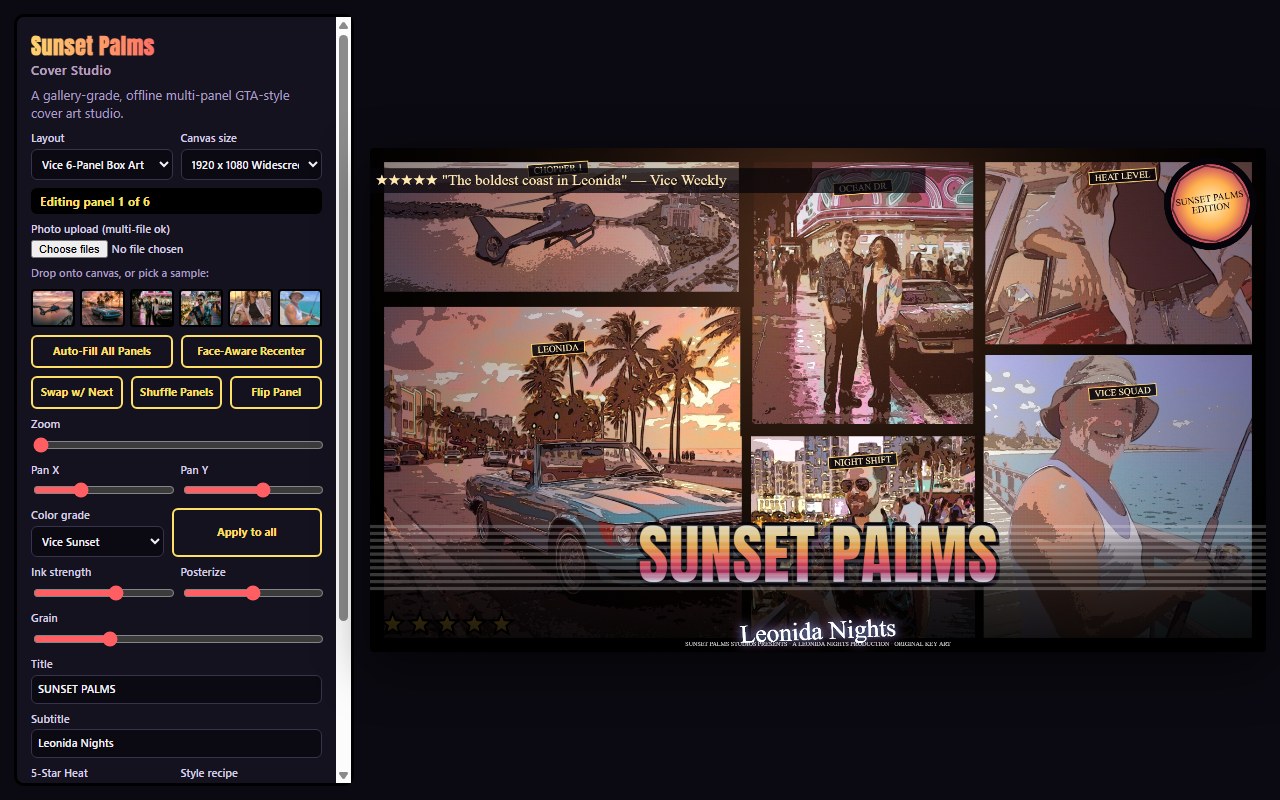 Sunset Palms
Cover Studio
A gallery-grade, offline multi-panel GTA-style
cover art studio.
Layout
Canvas size
Vice 6-Panel Box Art
1920 x 1080 Widescree
Editing panel 1 of 6
Photo upload (multi-file ok)
Choose files No file chosen
Drop onto canvas, or pick a sample:
Auto-Fill All Panels
Face-Aware Recenter
Swap w/ Next
Shuffle Panels
Flip Panel
Zoom
Pan X
Pan Y
Color grade
Vice Sunset
Apply to all
Ink strength
Posterize
Grain
Title
SUNSET PALMS
Subtitle
Leonida Nights
5-Star Heat
Style recipe
CHOPPER 1
★★★★★ "The boldest coast in Leonida" — Vice Weekly
OCEAN DR.
HEAT LEVEL
SUNSET PALMS
EDITION
LEONIDA
VICE SQUAD
NIGHT SHIFT
SUNSET PALMS
Leonida Nights
SUNSET PALMS STUDIOS PRESENTS A LEONIDA NIGHTS PRODUCTION ORIGINAL KEY ART